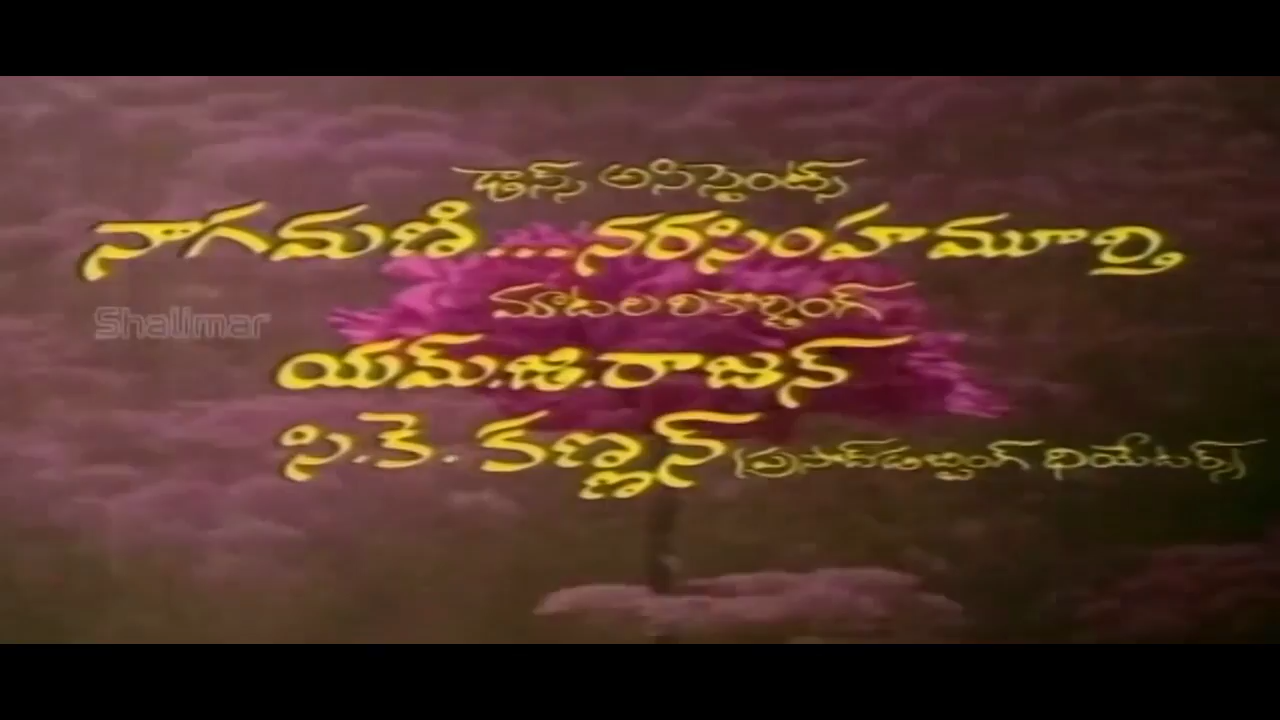 డ్యాన్స్ అసిస్టెంట్స్
నాగమణి...నరసింహమూర్తి
మాటల రికార్డింగ్
Shalimar
యమ్.జి.రాజన్
సి.కె. కణ్ణన్ (ప్రసాద్ డబ్బింగ్ థియేటర్స్)